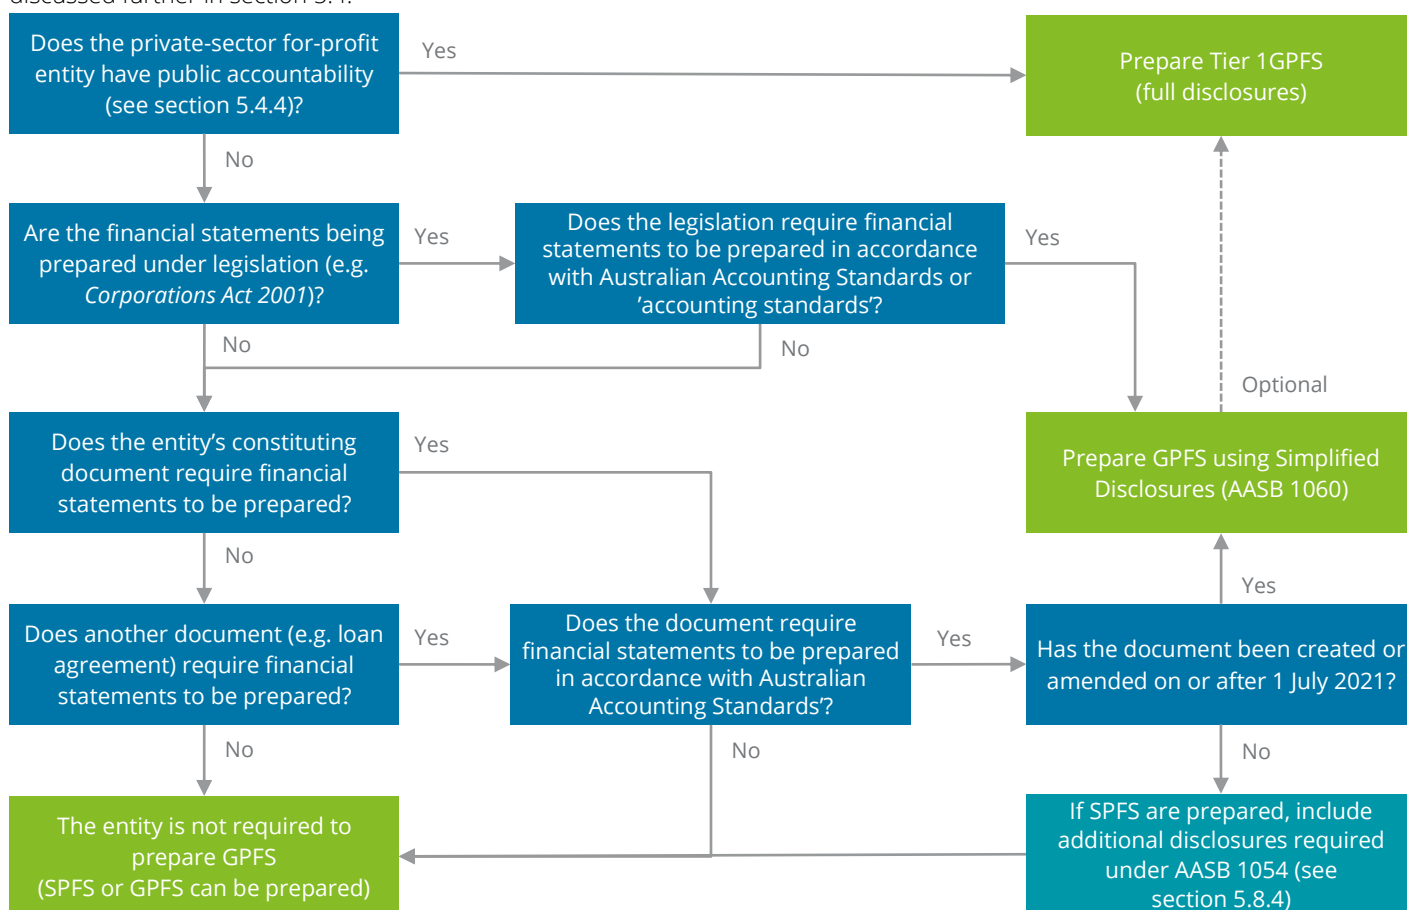 discussed further in section 5.4.
Does the private-sector for-profit
entity have public accountability
(see section 5.4.4)?
Yes
Prepare Tier 1GPFS
(full disclosures)
No
Are the financial statements being
prepared under legislation (e.g.
Corporations Act 2001)?
Yes
Does the legislation require financial
statements to be prepared in accordance
with Australian Accounting Standards or
‘accounting standards’?
Yes
No
No
Optional
Does the entity’s constituting
document require financial
statements to be prepared?
Yes
Prepare GPFS using Simplified
Disclosures (AASB 1060)
No
Yes
Does another document (e.g. loan
agreement) require financial
statements to be prepared?
Yes
Does the document require
financial statements to be prepared
in accordance with Australian
Accounting Standards’?
Yes
Has the document been created or
amended on or after 1 July 2021?
No
No
No
The entity is not required to
prepare GPFS
(SPFS or GPFS can be prepared)
If SPFS are prepared, include
additional disclosures required
under AASB 1054 (see
section 5.8.4)